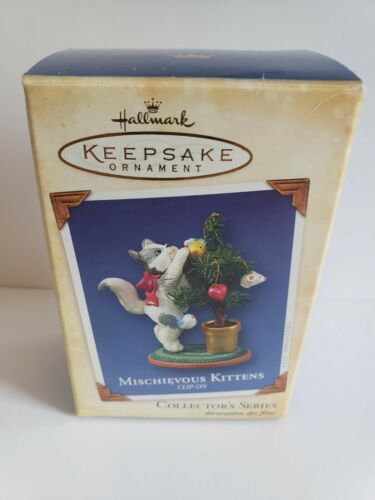 Hallmark
KEEPSAKE
ORNAMENT
MISCHIEVOUS KITTENS
CLIP-ON
COLLECTOR'S SERIES
décoration des fêtes